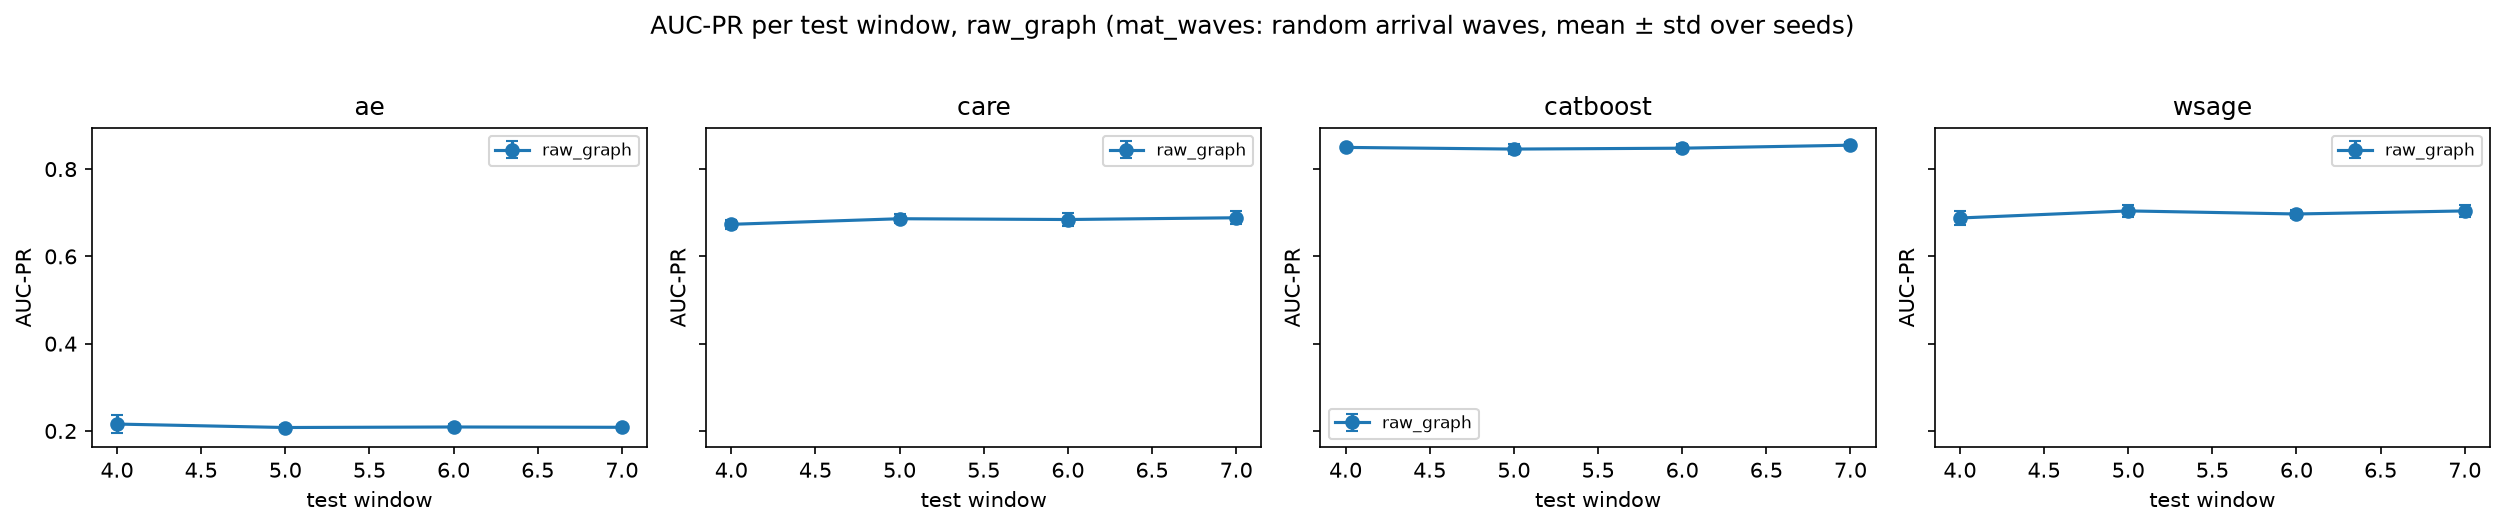 AUC-PR per test window, raw_graph (mat_waves: random arrival waves, mean ± std over seeds)
ae
raw_graph
AUC-PR
0.8
0.6
0.4
0.2
4.0 4.5 5.0 5.5 6.0 6.5 7.0
test window
care
raw_graph
AUC-PR
4.0 4.5 5.0 5.5 6.0 6.5 7.0
test window
catboost
raw_graph
AUC-PR
4.0 4.5 5.0 5.5 6.0 6.5 7.0
test window
wsage
raw_graph
AUC-PR
4.0 4.5 5.0 5.5 6.0 6.5 7.0
test window